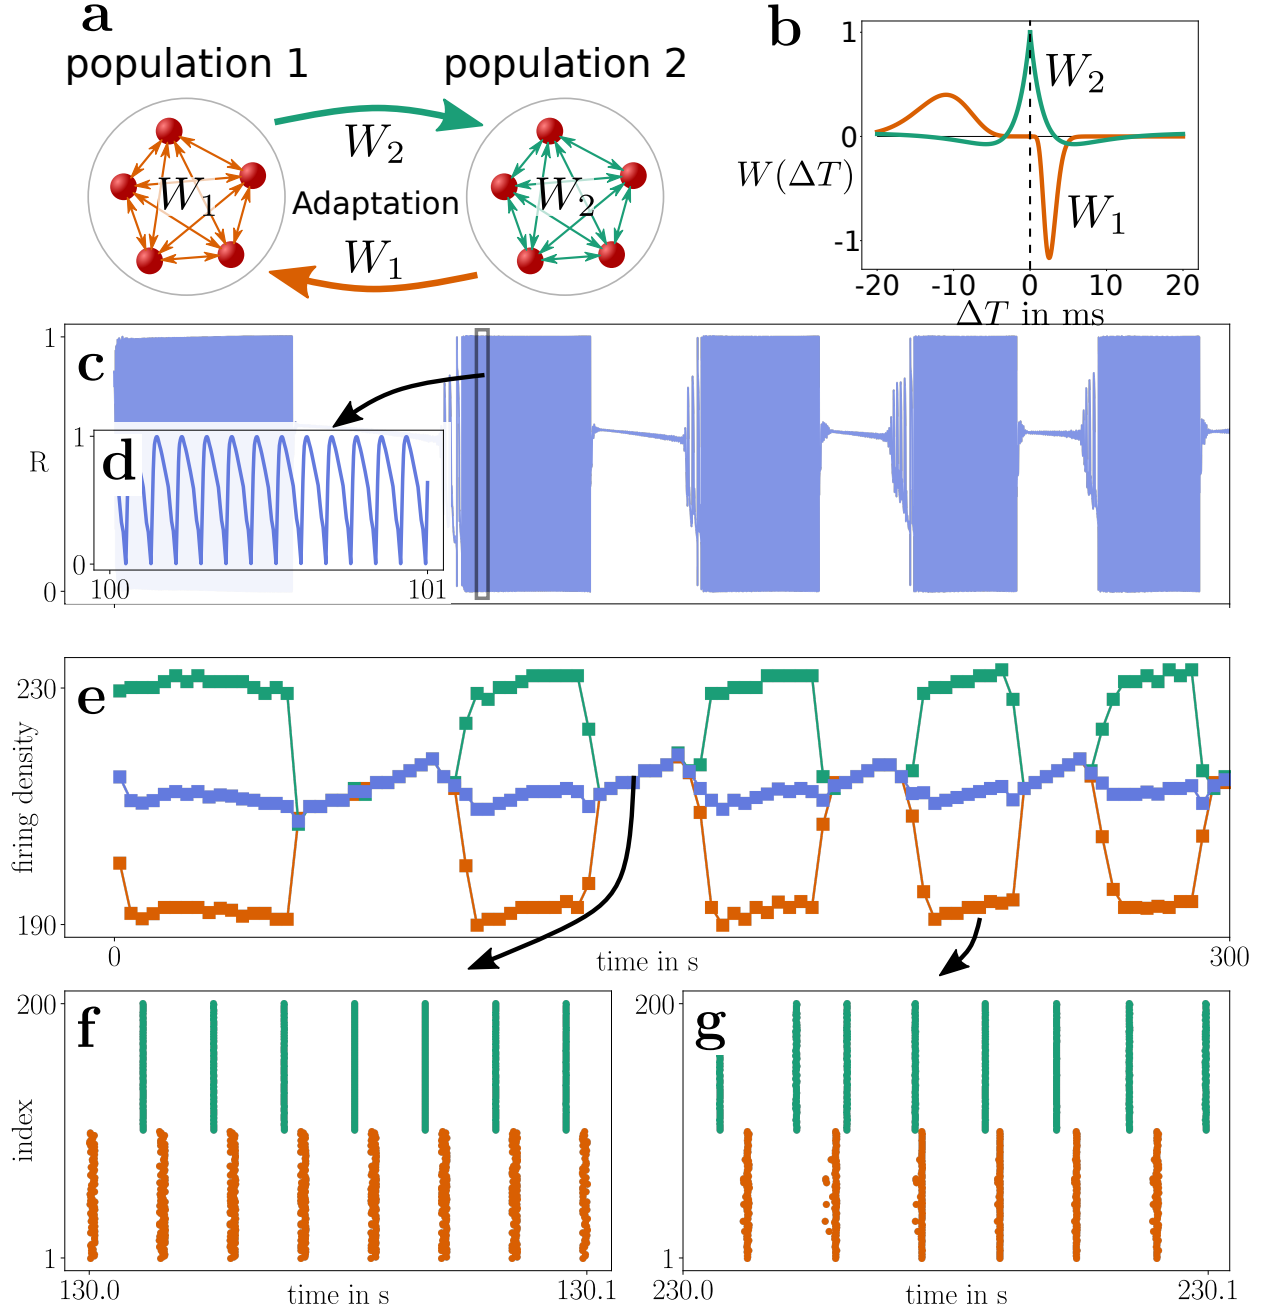 a
population 1
population 2
W₂
W₁
Adaptation
W₂
W₁
b
1
0
-1
W(ΔT)
W₂
W₁
-20 -10 0 10 20
ΔT in ms
c
1
R
0
d
1
0
100 101
e
230
190
firing density
0 300
time in s
f
200
1
index
130.0 130.1
time in s
g
200
1
230.0 230.1
time in s